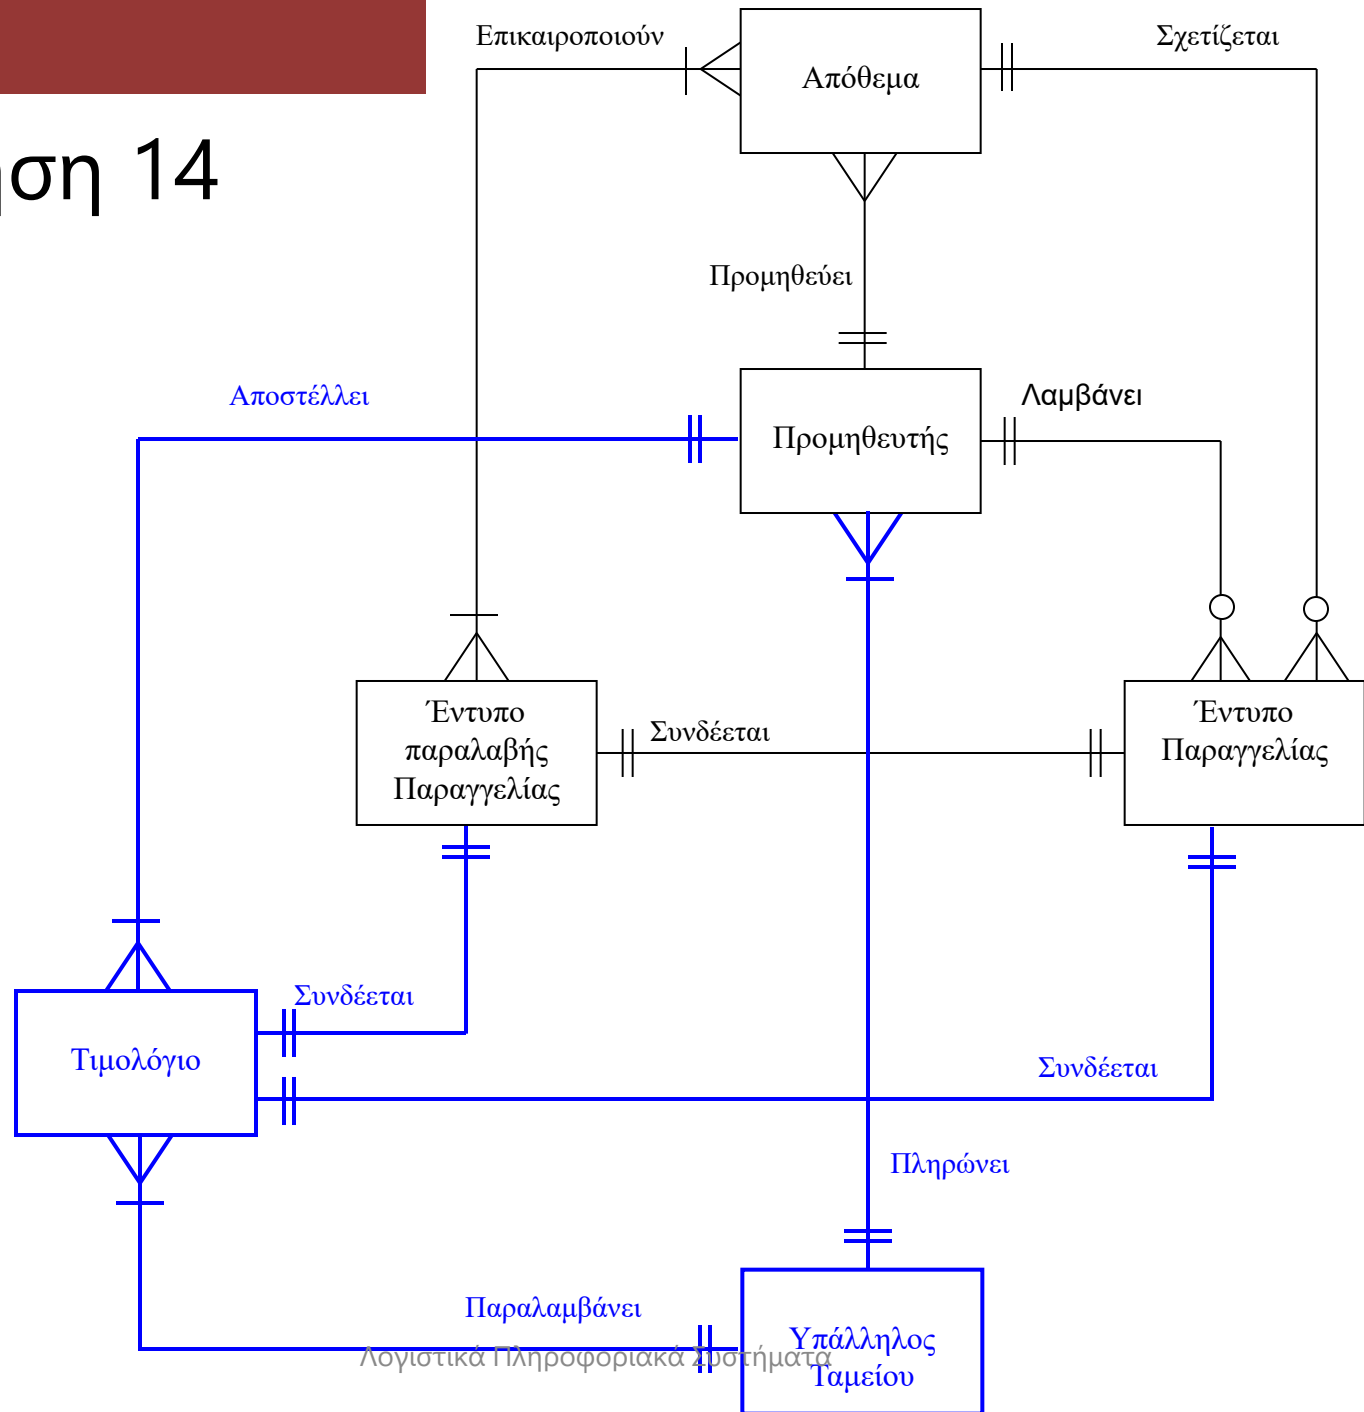 Επικαιροποιούν
Σχετίζεται
Απόθεμα
ηση 14
Προμηθεύει
Αποστέλλει
Λαμβάνει
Προμηθευτής
Έντυπο
παραλαβής
Παραγγελίας
Συνδέεται
Έντυπο
Παραγγελίας
Συνδέεται
Τιμολόγιο
Συνδέεται
Πληρώνει
Παραλαμβάνει
Υπάλληλος
Ταμείου
Λογιστικά Πληροφοριακά Συστήματα